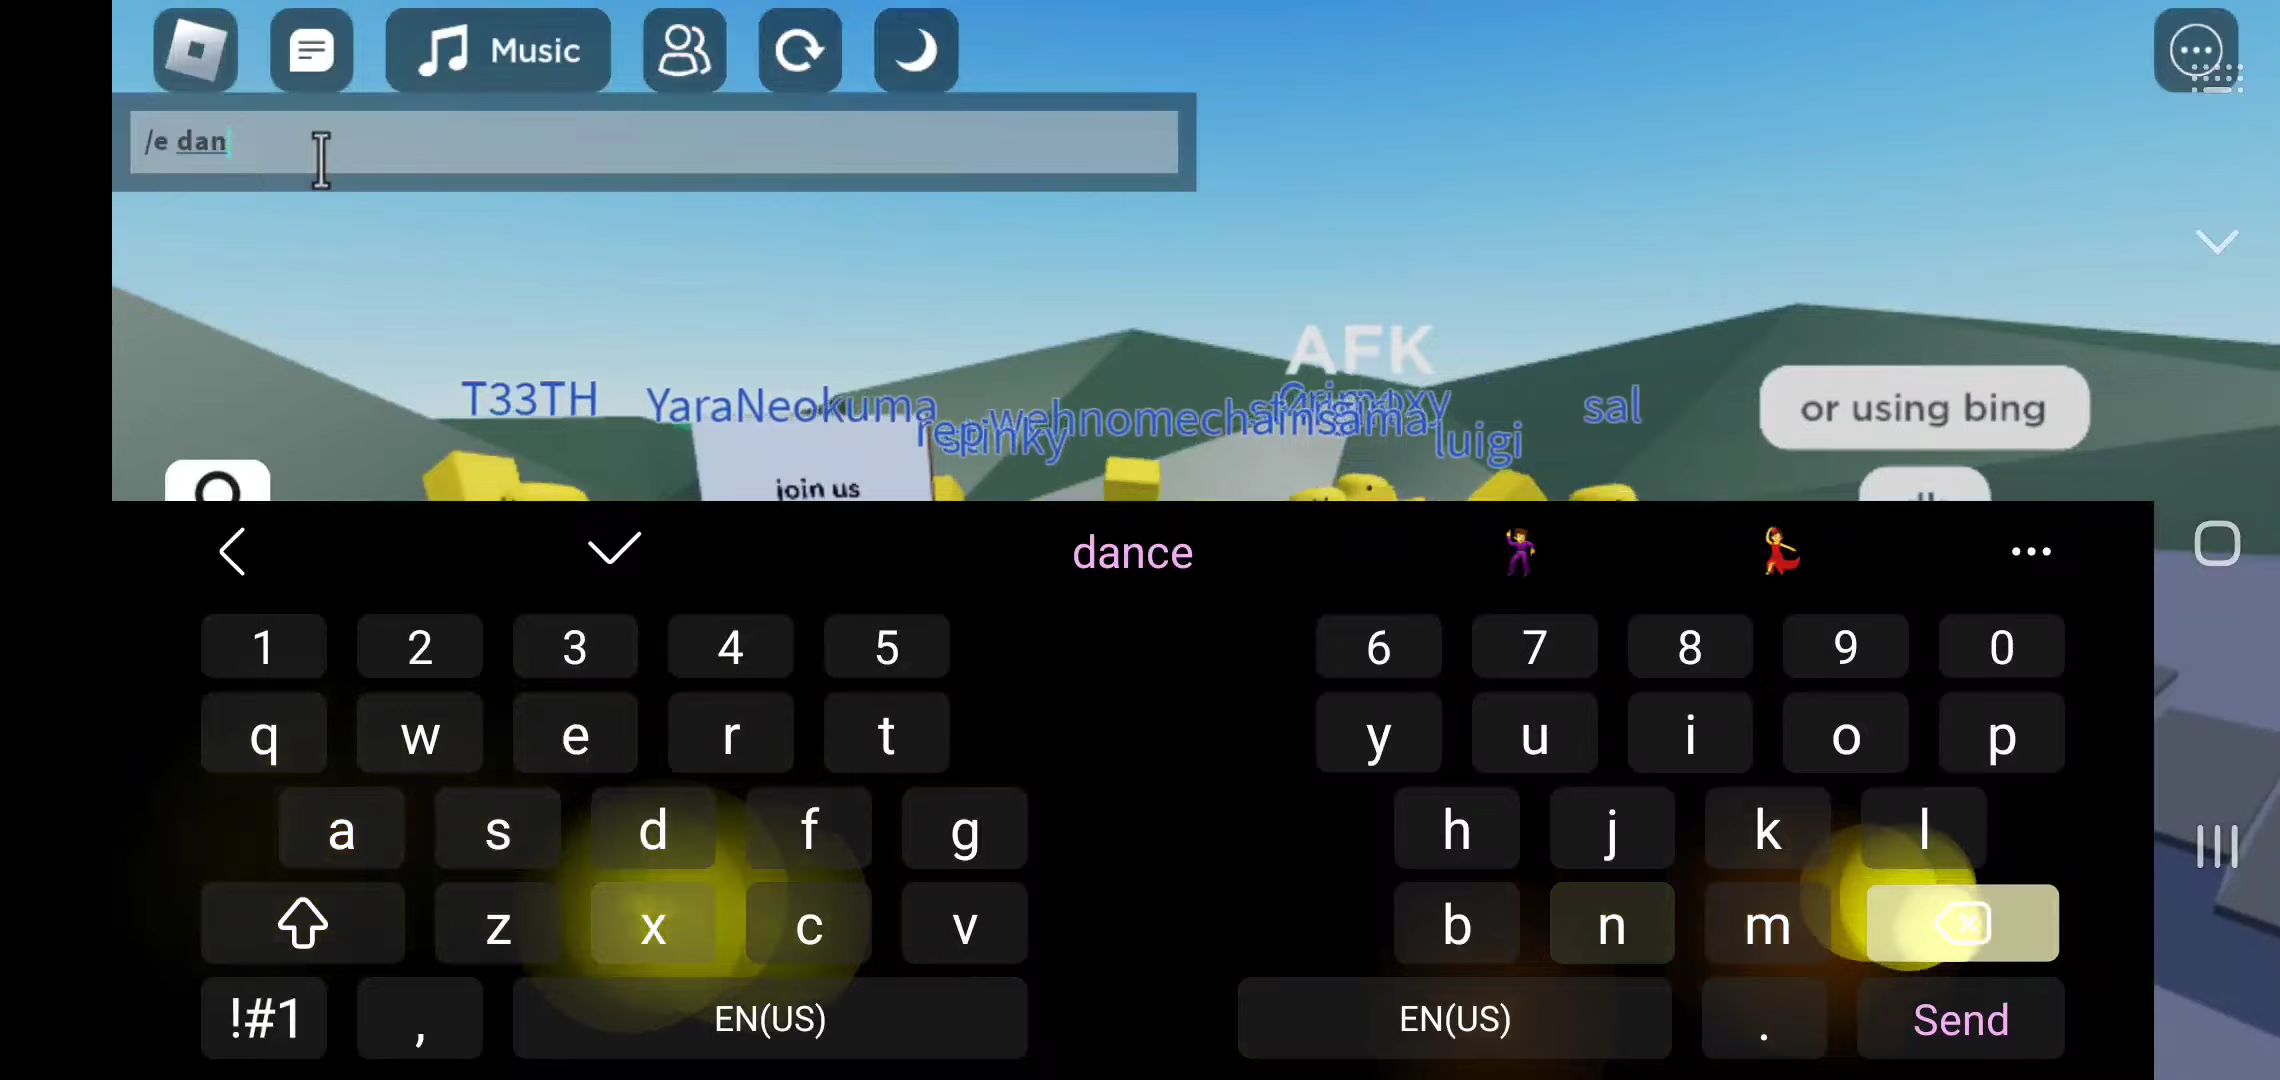 Music
/e dan
AFK
T33TH
YaraNeokuma
sal
or using bing
luigi
join us
dance
1 2 3 4 5 6 7 8 9 0
q w e r t y u i o p
a s d f g h j k l
z x c v b n m
!#1 , EN(US) EN(US) . Send